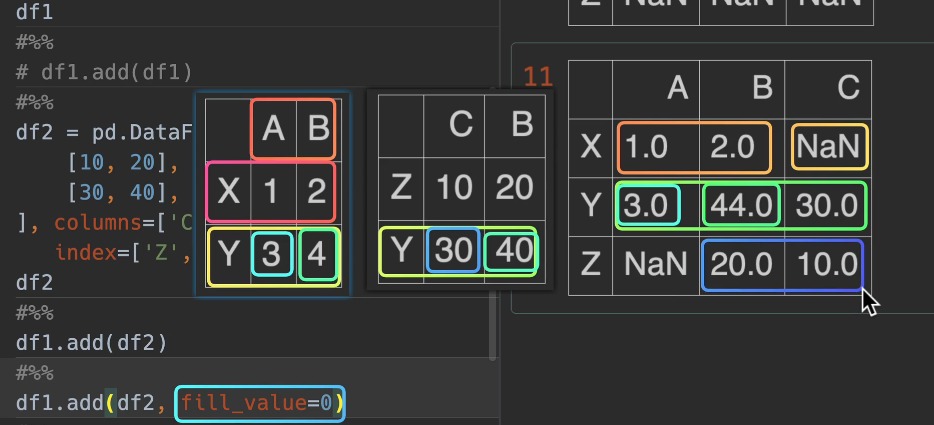 df1
#%%
# df1.add(df1)
#%%
df2 = pd.DataF
[10, 20],
[30, 40],
], columns=['C
index=['Z',
df2
#%%
df1.add(df2)
#%%
df1.add(df2, fill_value=0)
A B
X 1 2
Y 3 4
C B
Z 10 20
Y 30 40
Z NaN NaN NaN
11
A B C
X 1.0 2.0 NaN
Y 3.0 44.0 30.0
Z NaN 20.0 10.0